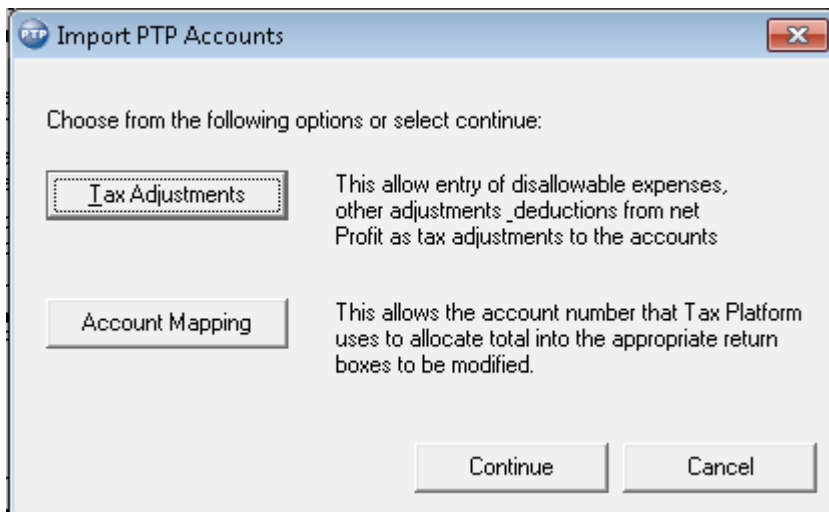 PTP Import PTP Accounts
Choose from the following options or select continue:
Tax Adjustments
This allow entry of disallowable expenses,
other adjustments _deductions from net
Profit as tax adjustments to the accounts
Account Mapping
This allows the account number that Tax Platform
uses to allocate total into the appropriate return
boxes to be modified.
Continue
Cancel